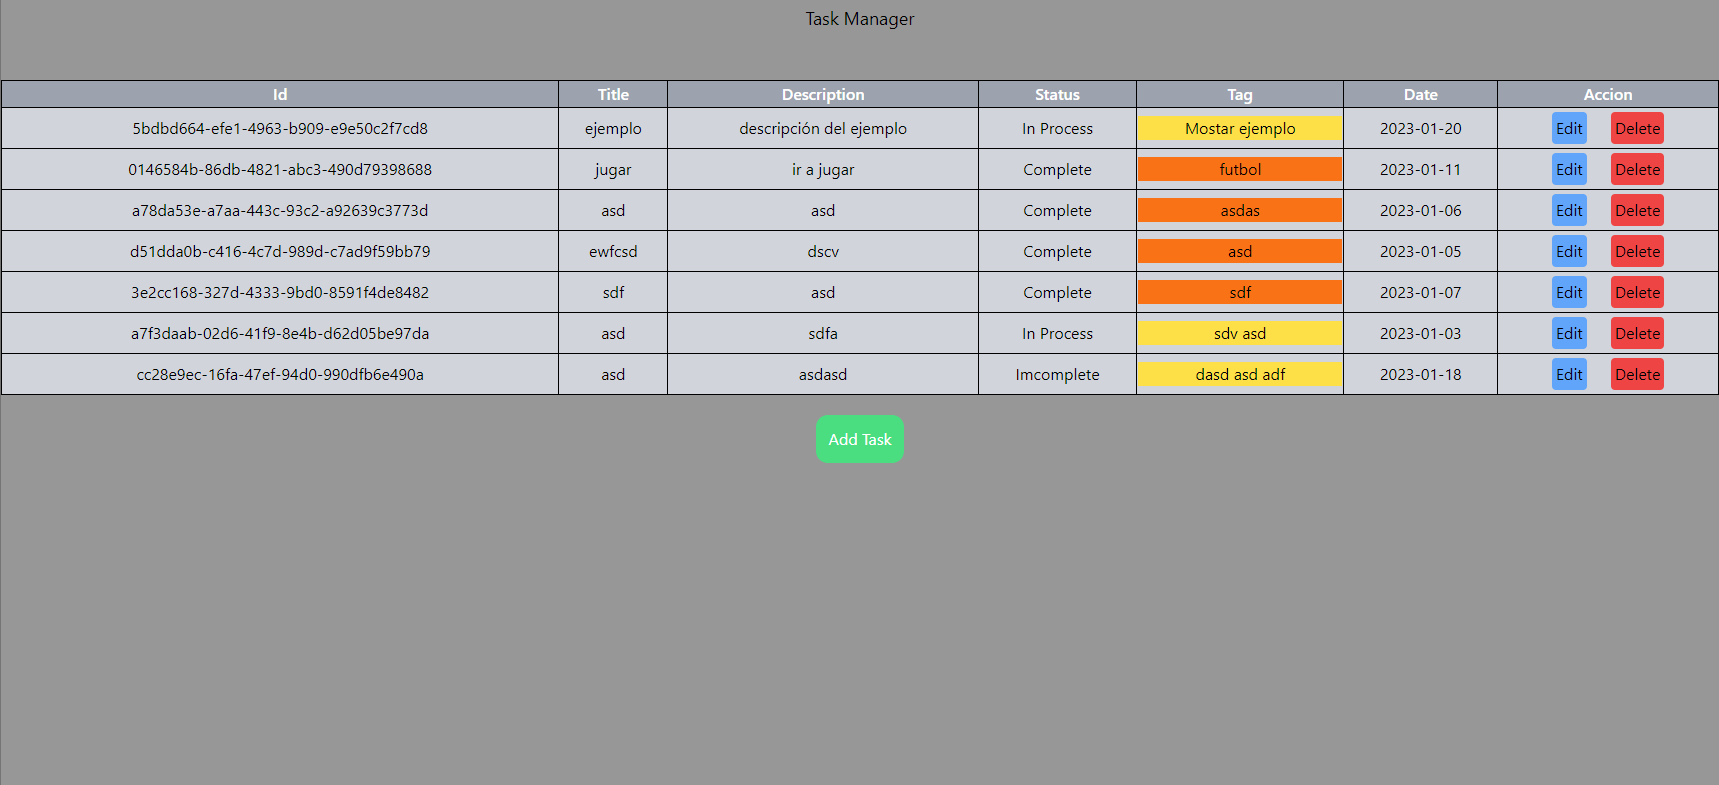 Task Manager
Id Title Description Status Tag Date Accion
5bdbd664-efe1-4963-b909-e9e50c2f7cd8 ejemplo descripción del ejemplo In Process Mostar ejemplo 2023-01-20 Edit Delete
0146584b-86db-4821-abc3-490d79398688 jugar ir a jugar Complete futbol 2023-01-11 Edit Delete
a78da53e-a7aa-443c-93c2-a92639c3773d asd asd Complete asdas 2023-01-06 Edit Delete
d51dda0b-c416-4c7d-989d-c7ad9f59bb79 ewfcsd dscv Complete asd 2023-01-05 Edit Delete
3e2cc168-327d-4333-9bd0-8591f4de8482 sdf asd Complete sdf 2023-01-07 Edit Delete
a7f3daab-02d6-41f9-8e4b-d62d05be97da asd sdfa In Process sdv asd 2023-01-03 Edit Delete
cc28e9ec-16fa-47ef-94d0-990dfb6e490a asd asdasd Imcomplete dasd asd adf 2023-01-18 Edit Delete
Add Task